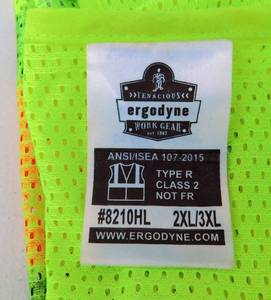 TENACIOUS
ergodyne
WORK GEAR
est 1983
ANSI/ISEA 107-2015
TYPE R
CLASS 2
NOT FR
#8210HL 2XL/3XL
WWW.ERGODYNE.COM